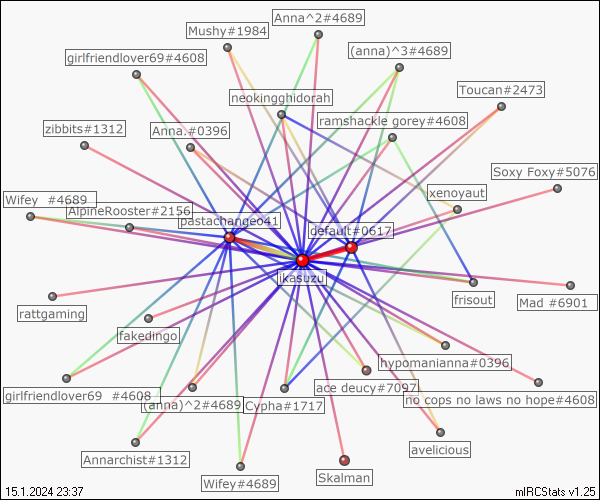 Anna^2#4689
Mushy#1984
(anna)^3#4689
girlfriendlover69#4608
Toucan#2473
neokingghidorah
ramshackle gorey#4608
zibbits#1312
Anna.#0396
Soxy Foxy#5076
xenoyaut
Wifey #4689
AlpineRooster#2156
pastachangeo41
default#0617
ikasuzu
frisout
Mad #6901
rattgaming
fakedingo
hypomanianna#0396
ace deucy#7097
girlfriendlover69 #4608
no cops no laws no hope#4608
(anna)^2#4689
Cypha#1717
avelicious
Annarchist#1312
Skalman
Wifey#4689
15.1.2024 23:37
mIRCStats v1.25